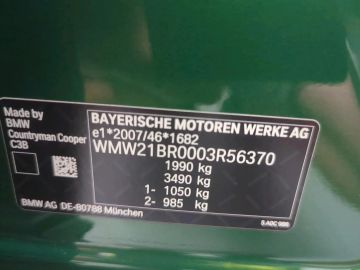 Made by
BMW
Countryman Cooper
C3B
BAYERISCHE MOTOREN WERKE AG
e1*2007/46*1682
WMW21BR0003R56370
1990 kg
3490 kg
1- 1050 kg
2- 985 kg
BMW AG :DE-80788 München